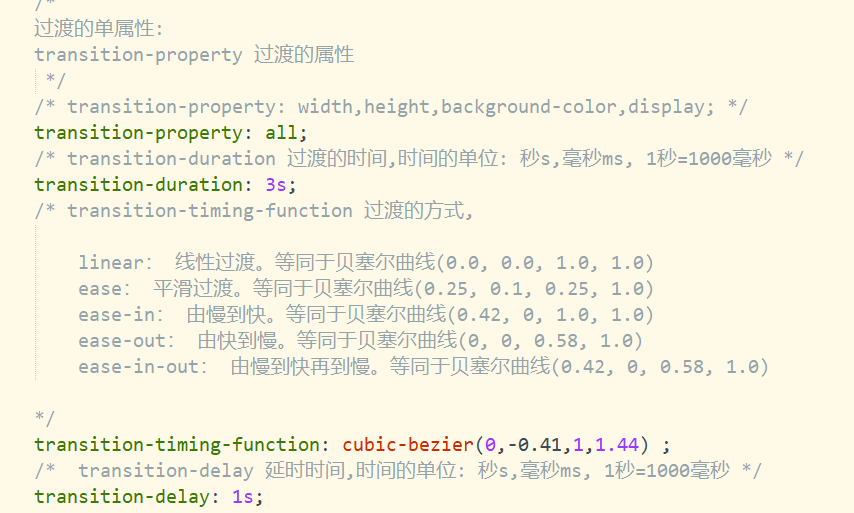 /*
过渡的单属性:
transition-property 过渡的属性
*/
/* transition-property: width,height,background-color,display; */
transition-property: all;
/* transition-duration 过渡的时间,时间的单位: 秒s,毫秒ms, 1秒=1000毫秒 */
transition-duration: 3s;
/* transition-timing-function 过渡的方式,
linear: 线性过渡。等同于贝塞尔曲线(0.0, 0.0, 1.0, 1.0)
ease: 平滑过渡。等同于贝塞尔曲线(0.25, 0.1, 0.25, 1.0)
ease-in: 由慢到快。等同于贝塞尔曲线(0.42, 0, 1.0, 1.0)
ease-out: 由快到慢。等同于贝塞尔曲线(0, 0, 0.58, 1.0)
ease-in-out: 由慢到快再到慢。等同于贝塞尔曲线(0.42, 0, 0.58, 1.0)
*/
transition-timing-function: cubic-bezier(0,-0.41,1,1.44) ;
/*  transition-delay 延时时间,时间的单位: 秒s,毫秒ms, 1秒=1000毫秒 */
transition-delay: 1s;